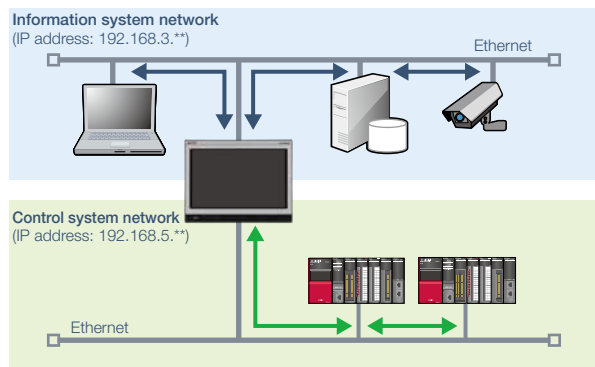 Information system network
(IP address: 192.168.3.**)
Ethernet
Control system network
(IP address: 192.168.5.**)
Ethernet